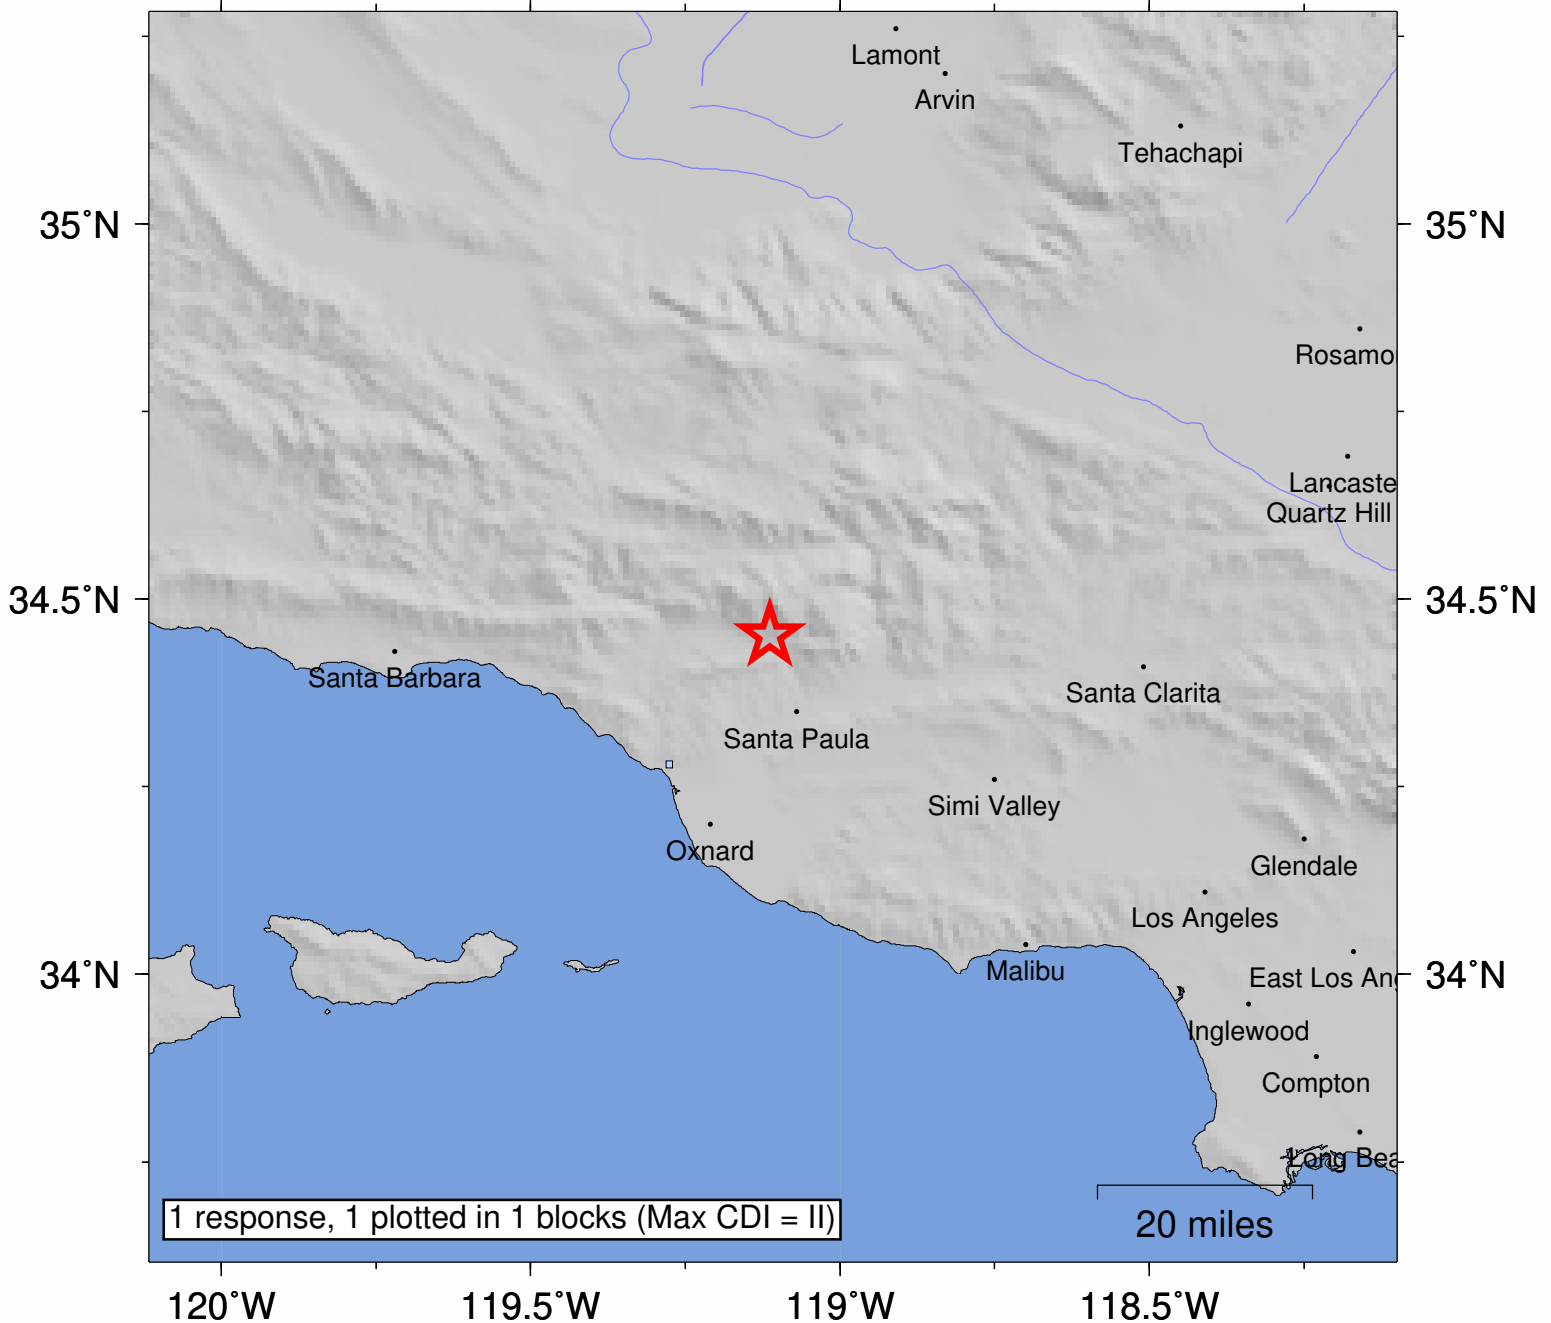 Lamont
Arvin
Tehachapi
35°N
35°N
Rosamo
Lancaste
Quartz Hill
34.5°N
34.5°N
Santa Barbara
Santa Clarita
Santa Paula
Simi Valley
Oxnard
Glendale
Los Angeles
34°N
Malibu
East Los Ang
34°N
Inglewood
Compton
Long Bea
1 response, 1 plotted in 1 blocks (Max CDI = II)
20 miles
120°W
119.5°W
119°W
118.5°W